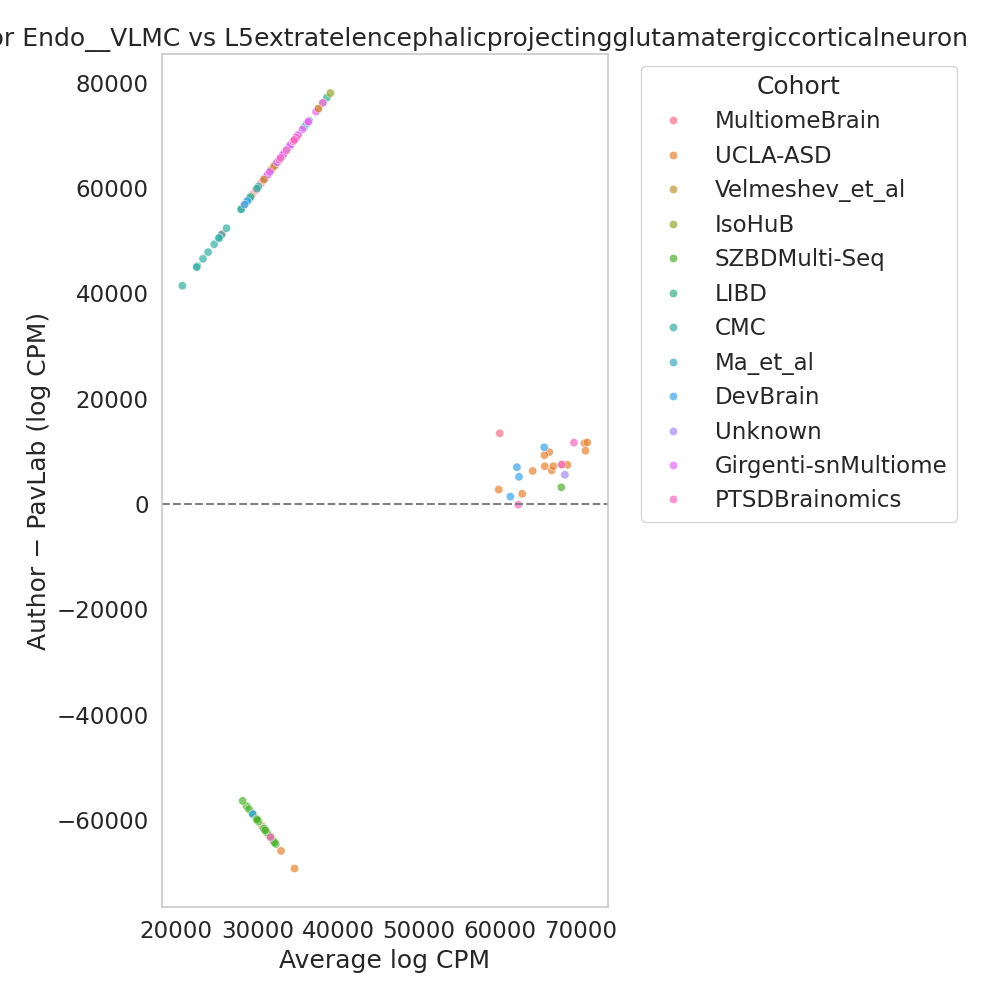 or Endo__VLMC vs L5extratelencephalicprojectingglutamatergiccorticalneuron
80000
60000
40000
20000
0
−20000
−40000
−60000
Author − PavLab (log CPM)
20000 30000 40000 50000 60000 70000
Average log CPM
Cohort
MultiomeBrain
UCLA-ASD
Velmeshev_et_al
IsoHuB
SZBDMulti-Seq
LIBD
CMC
Ma_et_al
DevBrain
Unknown
Girgenti-snMultiome
PTSDBrainomics